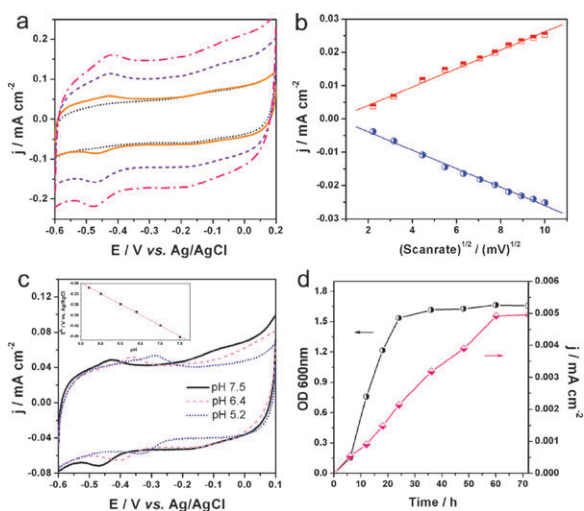 a
0.2
0.1
0.0
-0.1
-0.2
j / mA cm-2
-0.6 -0.5 -0.4 -0.3 -0.2 -0.1 0.0 0.1 0.2
E / V vs. Ag/AgCl
b
0.03
0.02
0.01
0.00
-0.01
-0.02
-0.03
j / mA cm-2
2 4 6 8 10
(Scanrate)1/2 / (mV)1/2
c
0.12
0.08
0.04
0.00
-0.04
-0.08
j / mA cm-2
pH
pH 7.5
pH 6.4
pH 5.2
-0.6 -0.5 -0.4 -0.3 -0.2 -0.1 0.0 0.1 0.2
E / V vs. Ag/AgCl
d
1.8
1.5
1.2
0.9
0.6
0.3
0.0
OD 600nm
0.006
0.005
0.004
0.003
0.002
0.001
0.000
j / mA cm-2
0 10 20 30 40 50 60 70
Time / h